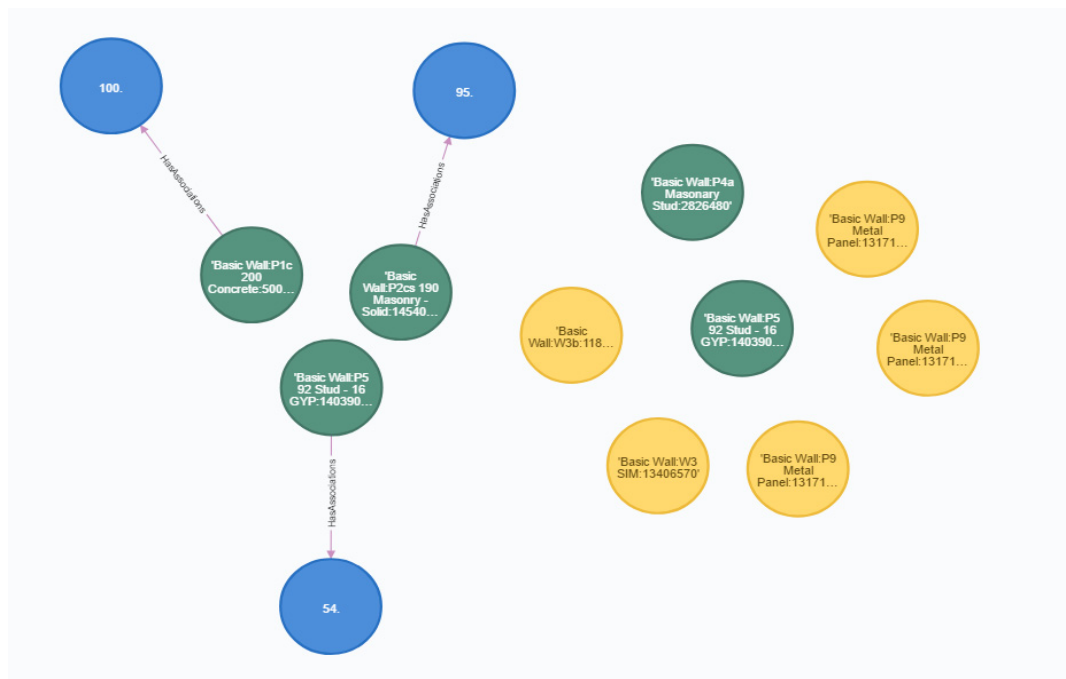 100.
95.
HasAssociations
HasAssociations
'Basic Wall:P1c
200
Concrete:500...
'Basic
Wall:P2cs 190
Masonry -
Solid:14540...
'Basic Wall:P5
92 Stud - 16
GYP:140390...
HasAssociations
54.
'Basic Wall:P4a
Masonary
Stud:2826480'
'Basic Wall:P9
Metal
Panel:13171...
'Basic
Wall:W3b:118...
'Basic Wall:P5
92 Stud - 16
GYP:140390...
'Basic Wall:P9
Metal
Panel:13171...
'Basic Wall:W3
SIM:13406570'
'Basic Wall:P9
Metal
Panel:13171...